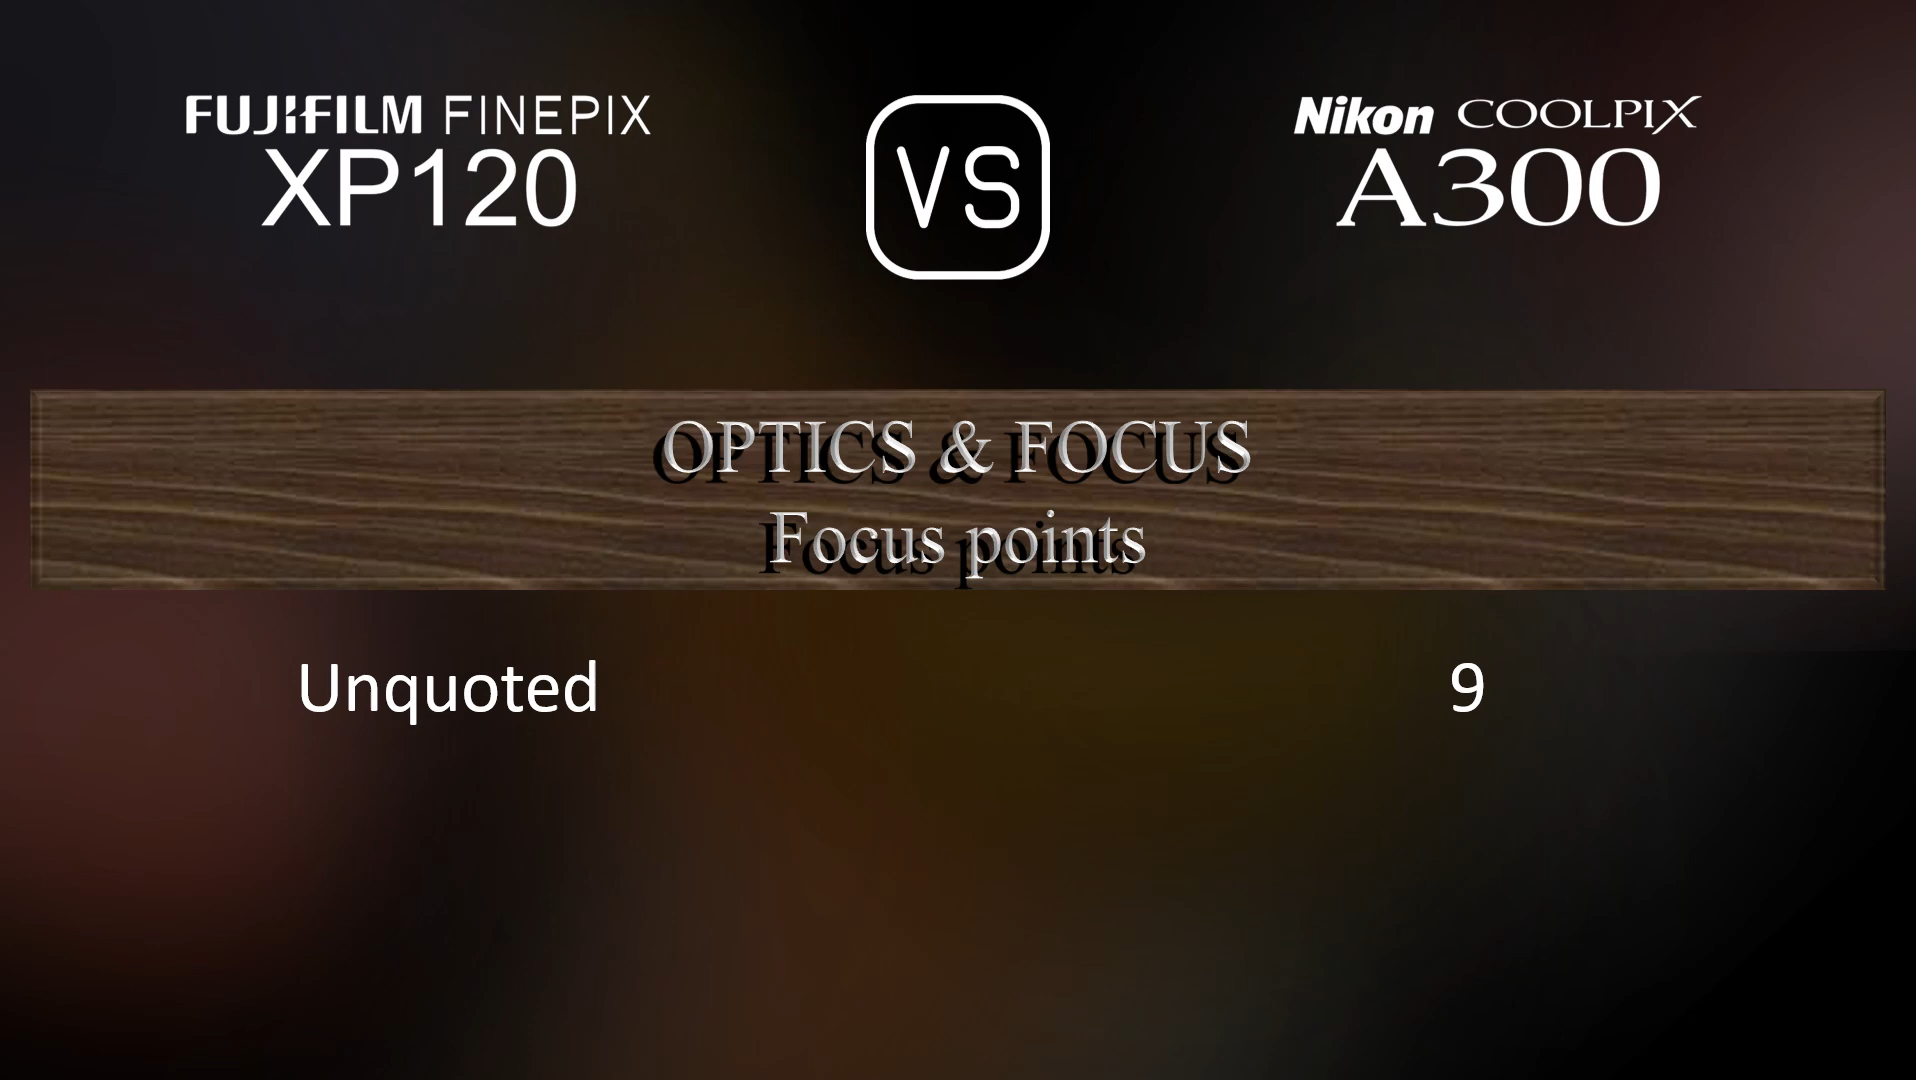 FUJIFILM FINEPIX
XP120
VS
Nikon COOLPIX
A300
OPTICS & FOCUS
Focus points
Unquoted
9